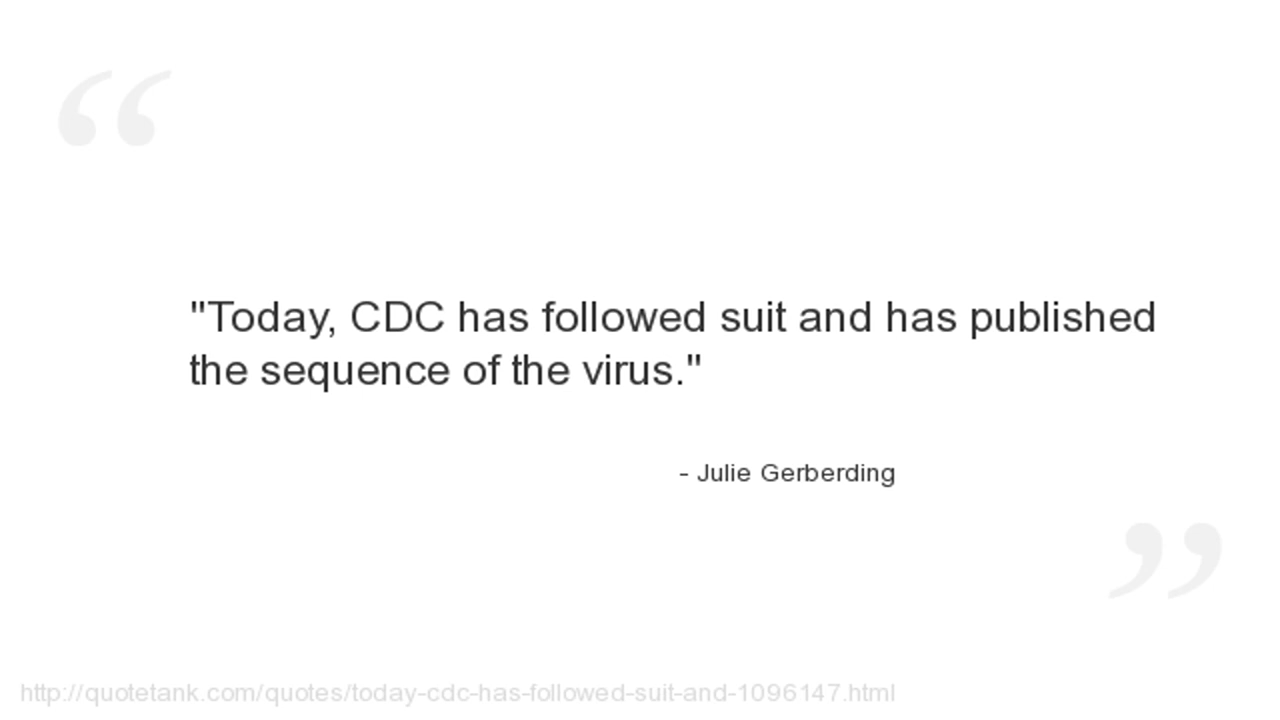 "Today, CDC has followed suit and has published
the sequence of the virus."
- Julie Gerberding
http://quotetank.com/quotes/today-cdc-has-followed-suit-and-1096147.html